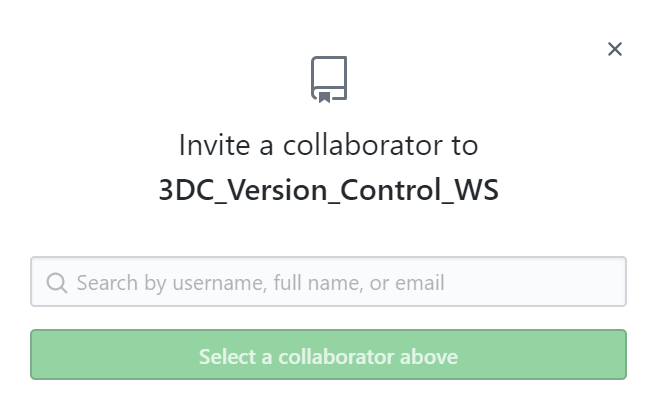 Invite a collaborator to
3DC_Version_Control_WS
Search by username, full name, or email
Select a collaborator above